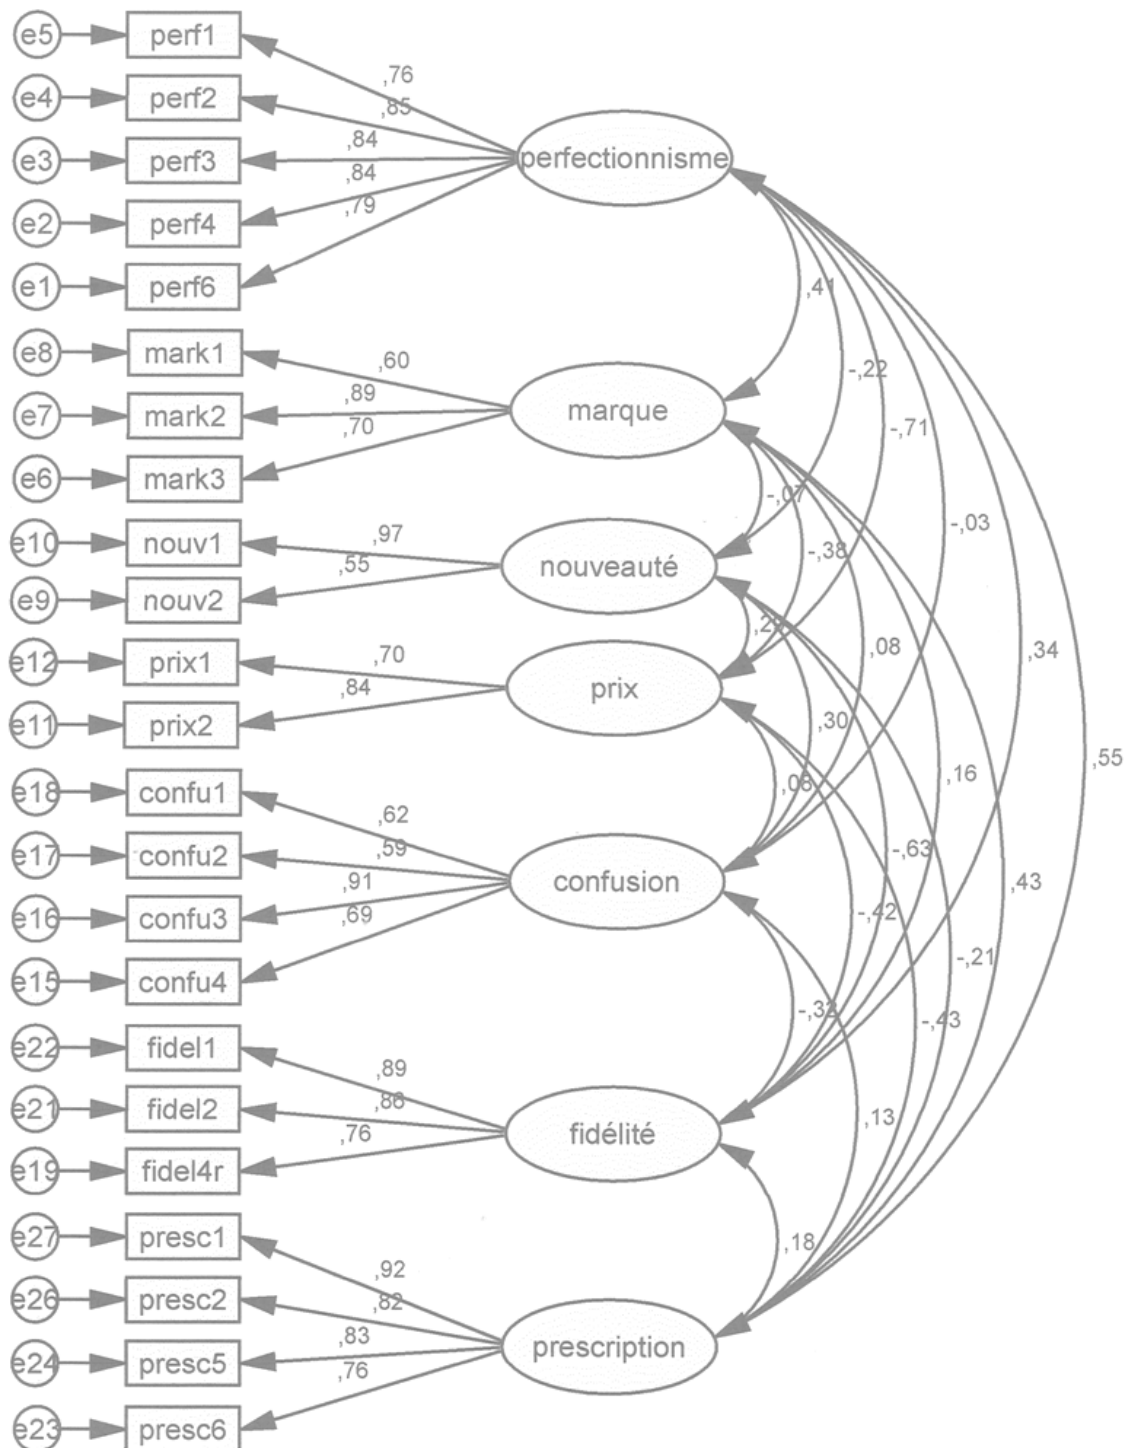 e5 perf1
,76
e4 perf2
,85
e3 perf3
,84
perfectionnisme
e2 perf4
,84
,79
e1 perf6
,41
e8 mark1
,60
-,22
e7 mark2
,89
marque
,70
-,71
e6 mark3
-,07
-,03
e10 nouv1
,97
-,38
e9 nouv2
,55
nouveauté
e12 prix1
,70
,08
,34
e11 prix2
,84
prix
,30
,55
e18 confu1
,62
,08
,16
e17 confu2
,59
-,63
e16 confu3
,91
confusion
,43
,69
-,42
e15 confu4
-,21
e22 fidel1
,89
-,43
e21 fidel2
fidélité
,13
e19 fidel4r
,76
e27 presc1
,92
,18
e26 presc2
,82
e24 presc5
,83
prescription
,76
e23 presc6